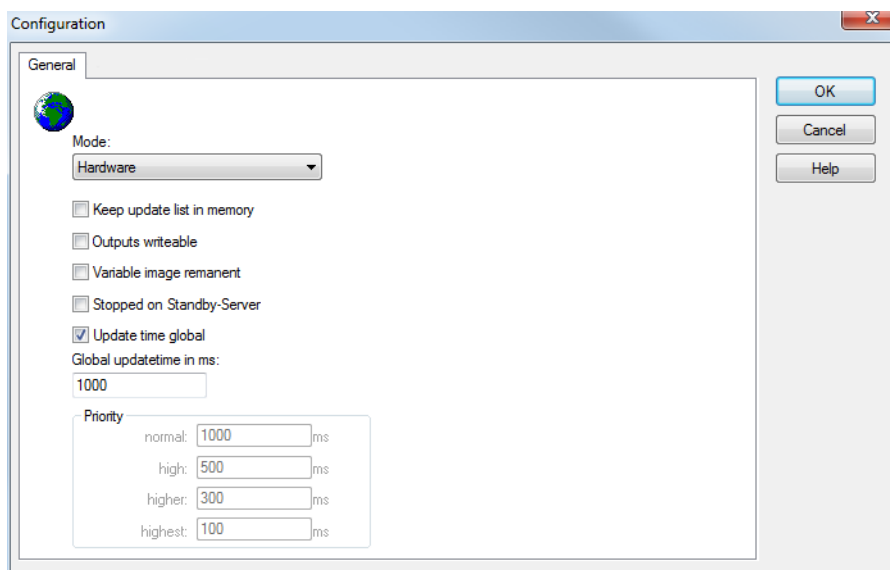 Configuration
X
General
OK
Cancel
Help
Mode:
Hardware
Keep update list in memory
Outputs writeable
Variable image remanent
Stopped on Standby-Server
Update time global
Global updatetime in ms:
1000
Priority
normal: 1000 ms
high: 500 ms
higher: 300 ms
highest: 100 ms